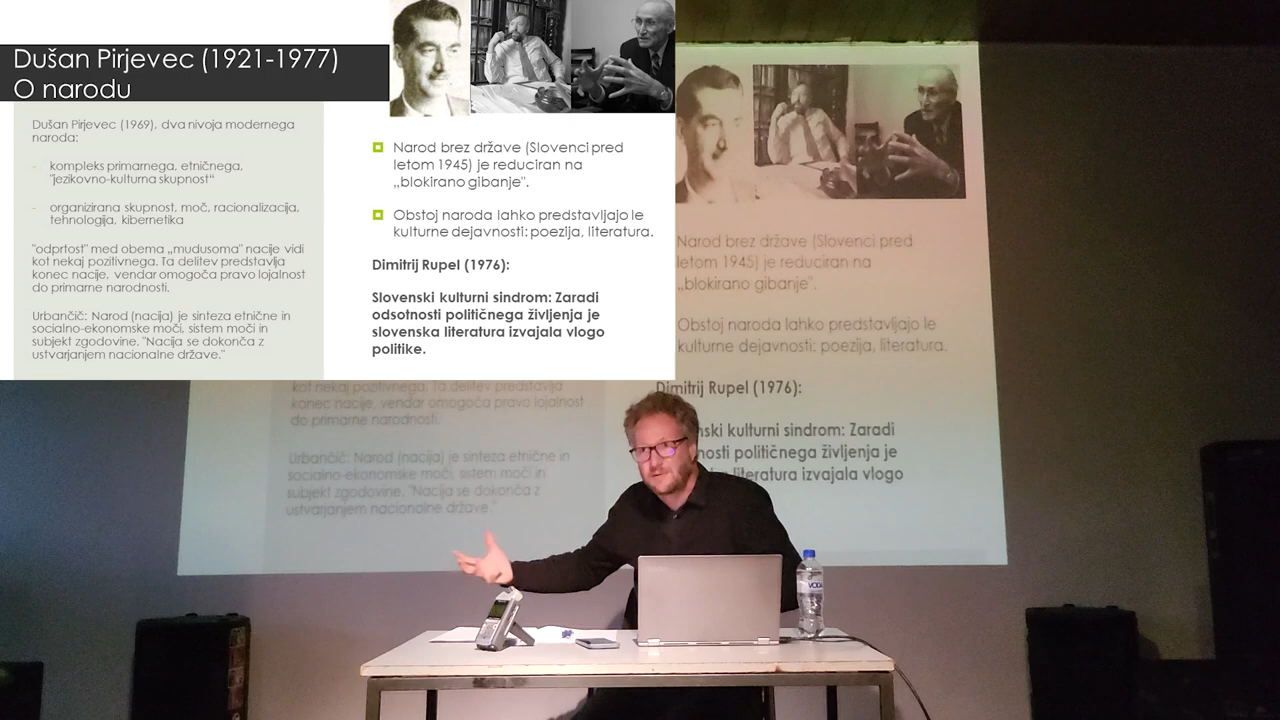 Dušan Pirjevec (1921-1977)
O narodu
Dušan Pirjevec (1969), dva nivoja modernega
naroda:
- kompleks primarnega, etničnega,
"jezikovno-kulturna skupnost“
- organizirana skupnost, moč, racionalizacija,
tehnologija, kibernetika
"odprtost" med obema „mudusoma" nacije vidi
kot nekaj pozitivnega. Ta delitev predstavlja
konec nacije, vendar omogoča pravo lojalnost
do primarne narodnosti.
Urbančič: Narod (nacija) je sinteza etnične in
socialno-ekonomske moči, sistem moči in
subjekt zgodovine. "Nacija se dokonča z
ustvarjanjem nacionalne države."
Narod brez države (Slovenci pred
letom 1945) je reduciran na
„blokirano gibanje".
Obstoj naroda lahko predstavljajo le
kulturne dejavnosti: poezija, literatura.
Dimitrij Rupel (1976):
Slovenski kulturni sindrom: Zaradi
odsotnosti političnega življenja je
slovenska literatura izvajala vlogo
politike.
Narod brez države (Slovenci pred
letom 1945) je reduciran na
„blokirano gibanje".
Obstoj naroda lahko predstavljajo le
kulturne dejavnosti: poezija, literatura.
Dimitrij Rupel (1976):
nski kulturni sindrom: Zaradi
nosti političnega življenja je
literatura izvajala vlogo
kot nekaj pozitivnega. Ta delitev predstavlja
konec nacije, vendar omogoča pravo lojalnost
do primarne narodnosti.
Urbančič: Narod (nacija) je sinteza etnične in
socialno-ekonomske moči, sistem moči in
subjekt zgodovine. "Nacija se dokonča z
ustvarjanjem nacionalne države."